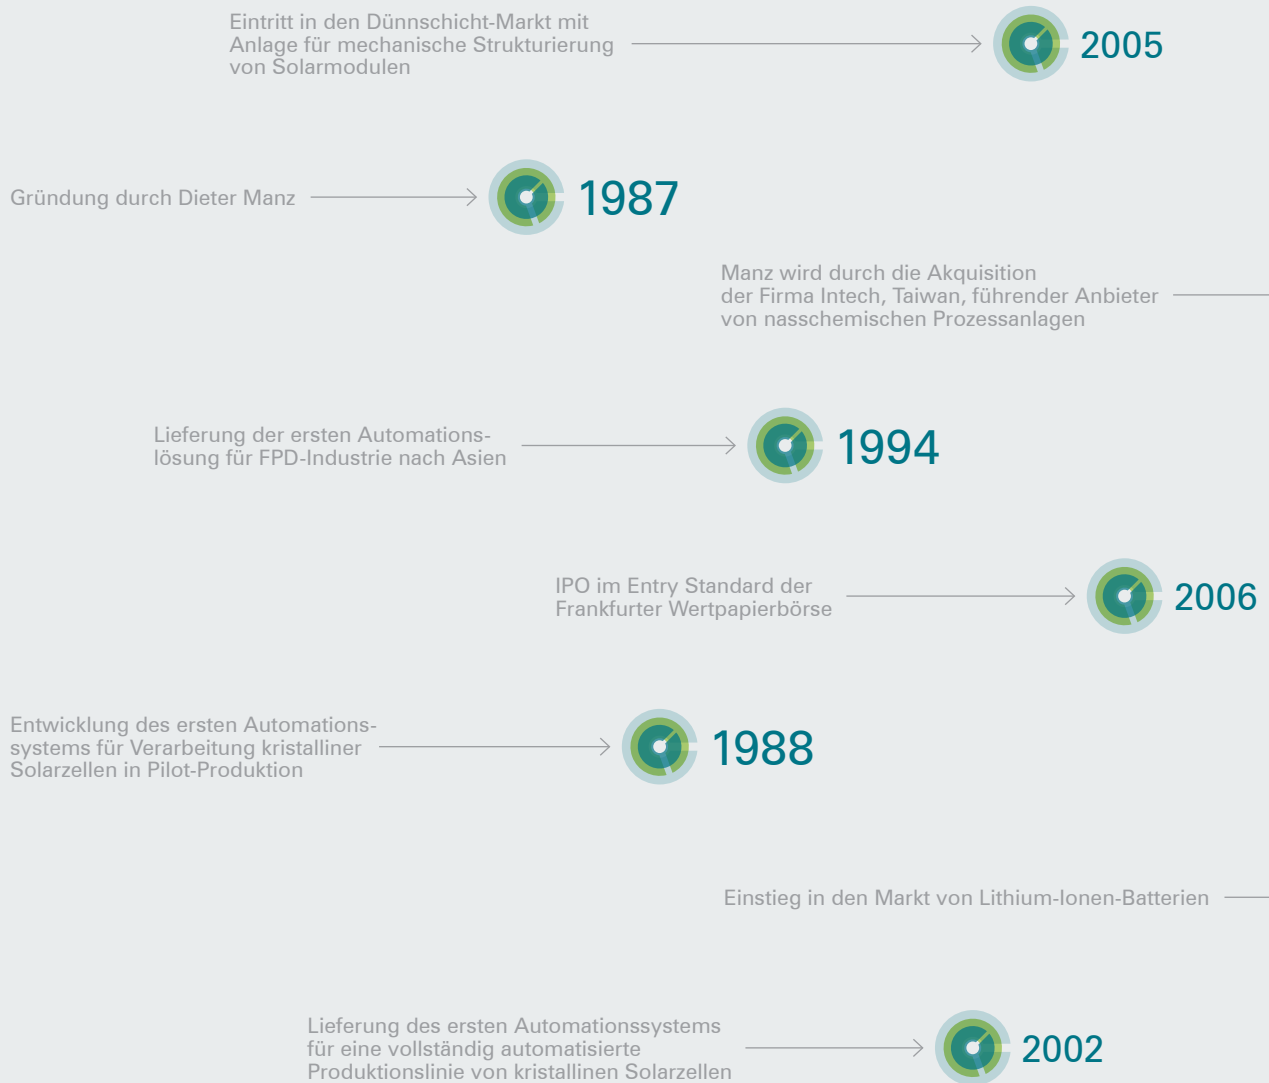 Eintritt in den Dünnschicht-Markt mit
Anlage für mechanische Strukturierung
von Solarmodulen
2005
Gründung durch Dieter Manz
1987
Manz wird durch die Akquisition
der Firma Intech, Taiwan, führender Anbieter
von nasschemischen Prozessanlagen
Lieferung der ersten Automations-
lösung für FPD-Industrie nach Asien
1994
IPO im Entry Standard der
Frankfurter Wertpapierbörse
2006
Entwicklung des ersten Automations-
systems für Verarbeitung kristalliner
Solarzellen in Pilot-Produktion
1988
Einstieg in den Markt von Lithium-Ionen-Batterien
Lieferung des ersten Automationssystems
für eine vollständig automatisierte
Produktionslinie von kristallinen Solarzellen
2002